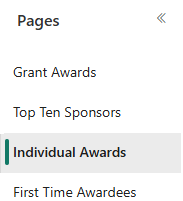 Pages
Grant Awards
Top Ten Sponsors
Individual Awards
First Time Awardees